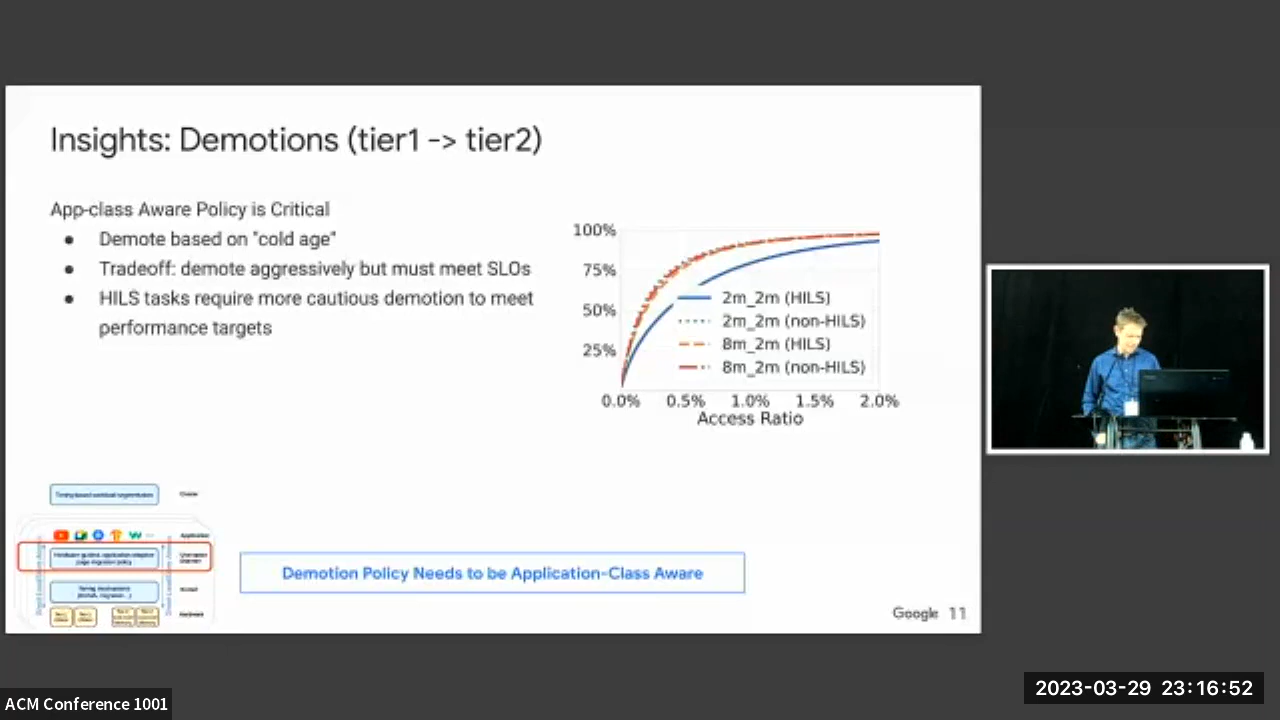 Insights: Demotions (tier1 -> tier2)
App-class Aware Policy is Critical
● Demote based on "cold age"
● Tradeoff: demote aggressively but must meet SLOs
● HILS tasks require more cautious demotion to meet
performance targets
100%
75%
50%
25%
2m_2m (HILS)
2m_2m (non-HILS)
8m_2m (HILS)
8m_2m (non-HILS)
0.0% 0.5% 1.0% 1.5% 2.0%
Access Ratio
Demotion Policy Needs to be Application-Class Aware
Google 11
2023-03-29 23:16:52
ACM Conference 1001